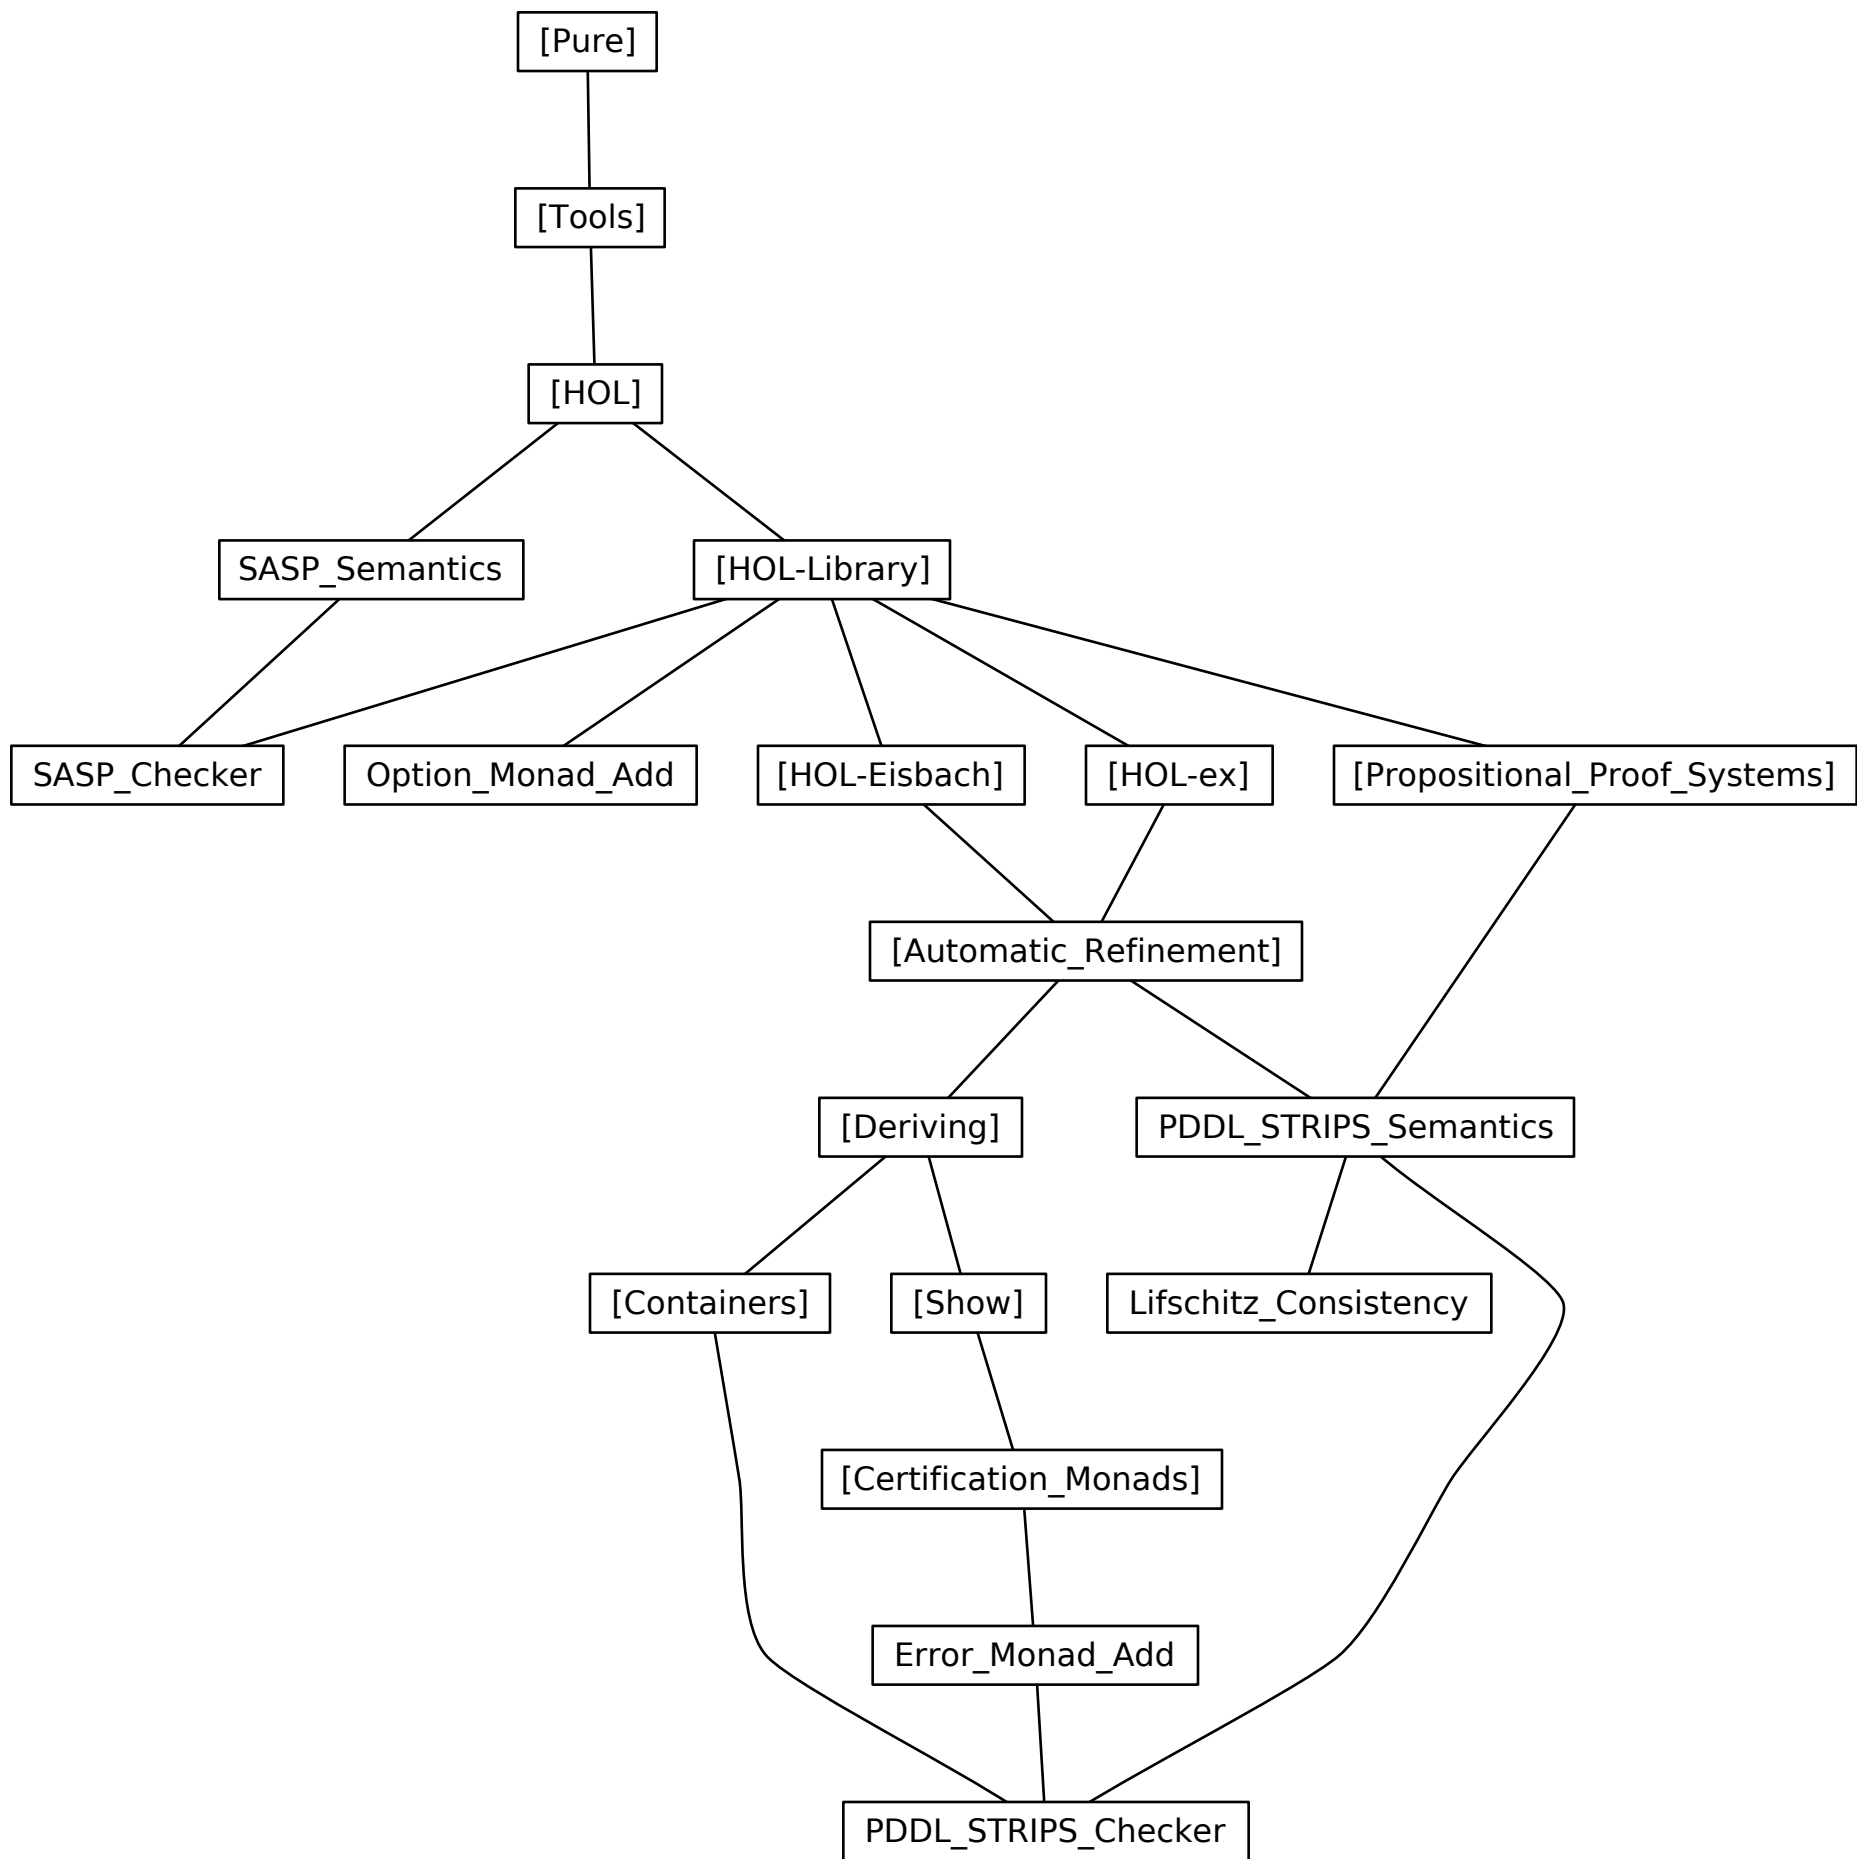 [Pure]
[Tools]
[HOL]
SASP_Semantics
[HOL-Library]
SASP_Checker
Option_Monad_Add
[HOL-Eisbach]
[HOL-ex]
[Propositional_Proof_Systems]
[Automatic_Refinement]
[Deriving]
PDDL_STRIPS_Semantics
[Containers]
[Show]
Lifschitz_Consistency
[Certification_Monads]
Error_Monad_Add
PDDL_STRIPS_Checker